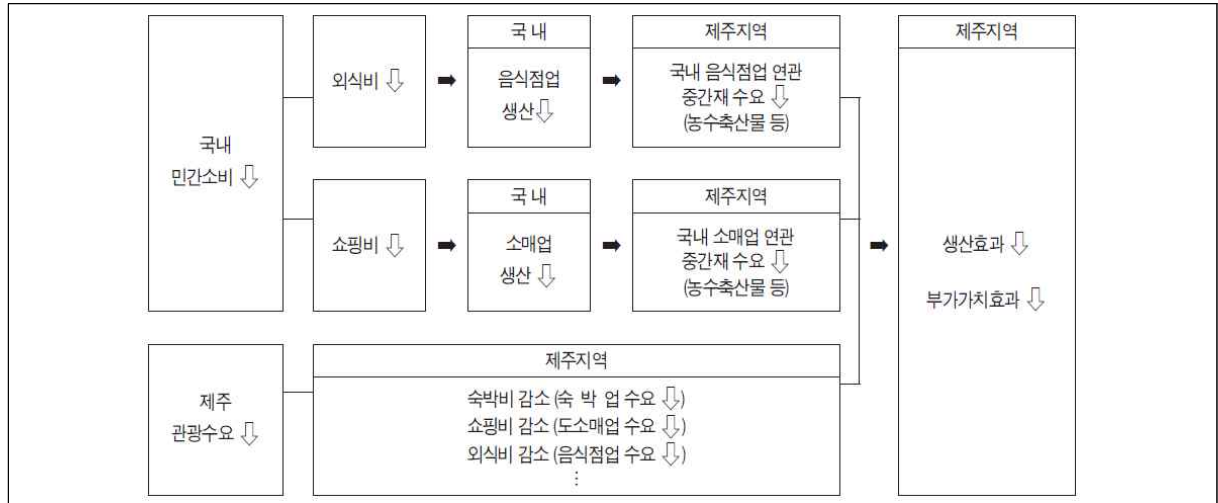 국내
민간소비 ⇩
외식비 ⇩
➡
국 내
음식점업
생산⇩
➡
제주지역
국내 음식점업 연관
중간재 수요 ⇩
(농수축산물 등)
쇼핑비 ⇩
➡
국 내
소매업
생산 ⇩
➡
제주지역
국내 소매업 연관
중간재 수요 ⇩
(농수축산물 등)
제주
관광수요 ⇩
제주지역
숙박비 감소 (숙 박 업 수요 ⇩)
쇼핑비 감소 (도소매업 수요 ⇩)
외식비 감소 (음식점업 수요 ⇩)
⋮
➡
제주지역
생산효과 ⇩
부가가치효과 ⇩